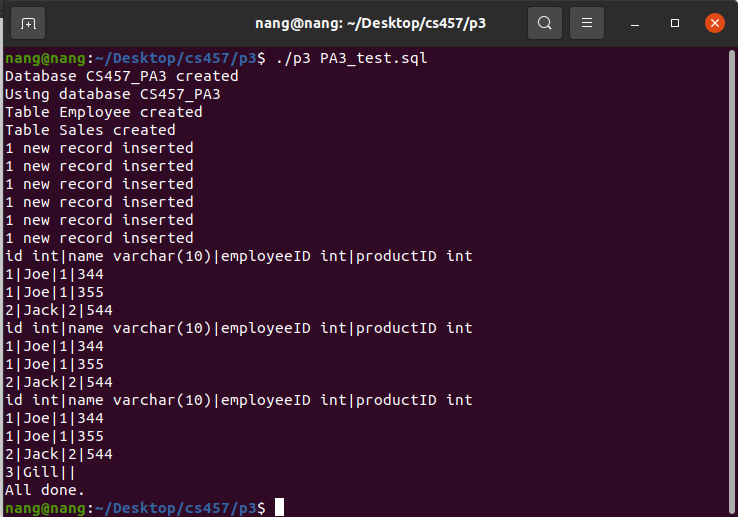 nang@nang: ~/Desktop/cs457/p3
nang@nang:~/Desktop/cs457/p3$ ./p3 PA3_test.sql
Database CS457_PA3 created
Using database CS457_PA3
Table Employee created
Table Sales created
1 new record inserted
1 new record inserted
1 new record inserted
1 new record inserted
1 new record inserted
1 new record inserted
id int|name varchar(10)|employeeID int|productID int
1|Joe|1|344
1|Joe|1|355
2|Jack|2|544
id int|name varchar(10)|employeeID int|productID int
1|Joe|1|344
1|Joe|1|355
2|Jack|2|544
id int|name varchar(10)|employeeID int|productID int
1|Joe|1|344
1|Joe|1|355
2|Jack|2|544
3|Gill||
All done.
nang@nang:~/Desktop/cs457/p3$